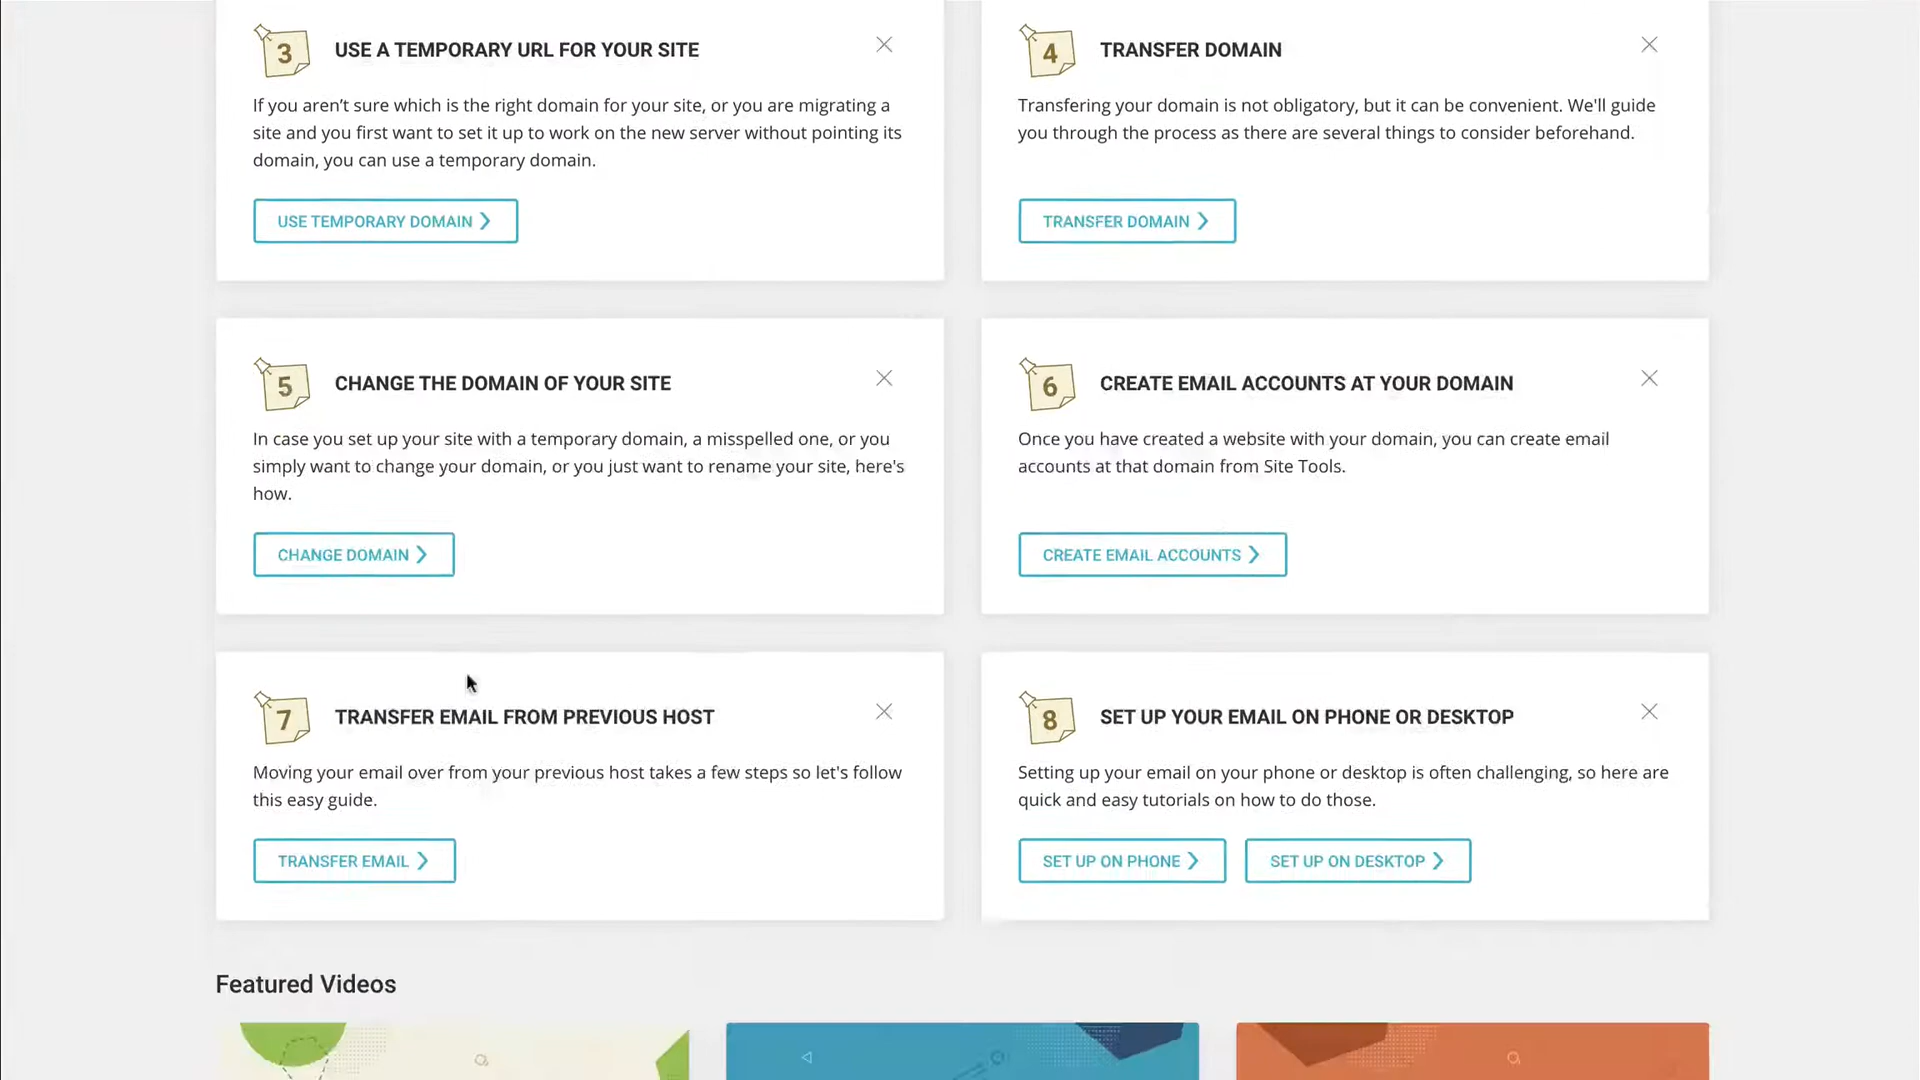 3
USE A TEMPORARY URL FOR YOUR SITE
If you aren’t sure which is the right domain for your site, or you are migrating a
site and you first want to set it up to work on the new server without pointing its
domain, you can use a temporary domain.
USE TEMPORARY DOMAIN
4
TRANSFER DOMAIN
Transfering your domain is not obligatory, but it can be convenient. We'll guide
you through the process as there are several things to consider beforehand.
TRANSFER DOMAIN
5
CHANGE THE DOMAIN OF YOUR SITE
In case you set up your site with a temporary domain, a misspelled one, or you
simply want to change your domain, or you just want to rename your site, here's
how.
CHANGE DOMAIN
6
CREATE EMAIL ACCOUNTS AT YOUR DOMAIN
Once you have created a website with your domain, you can create email
accounts at that domain from Site Tools.
CREATE EMAIL ACCOUNTS
7
TRANSFER EMAIL FROM PREVIOUS HOST
Moving your email over from your previous host takes a few steps so let's follow
this easy guide.
TRANSFER EMAIL
8
SET UP YOUR EMAIL ON PHONE OR DESKTOP
Setting up your email on your phone or desktop is often challenging, so here are
quick and easy tutorials on how to do those.
SET UP ON PHONE
SET UP ON DESKTOP
Featured Videos